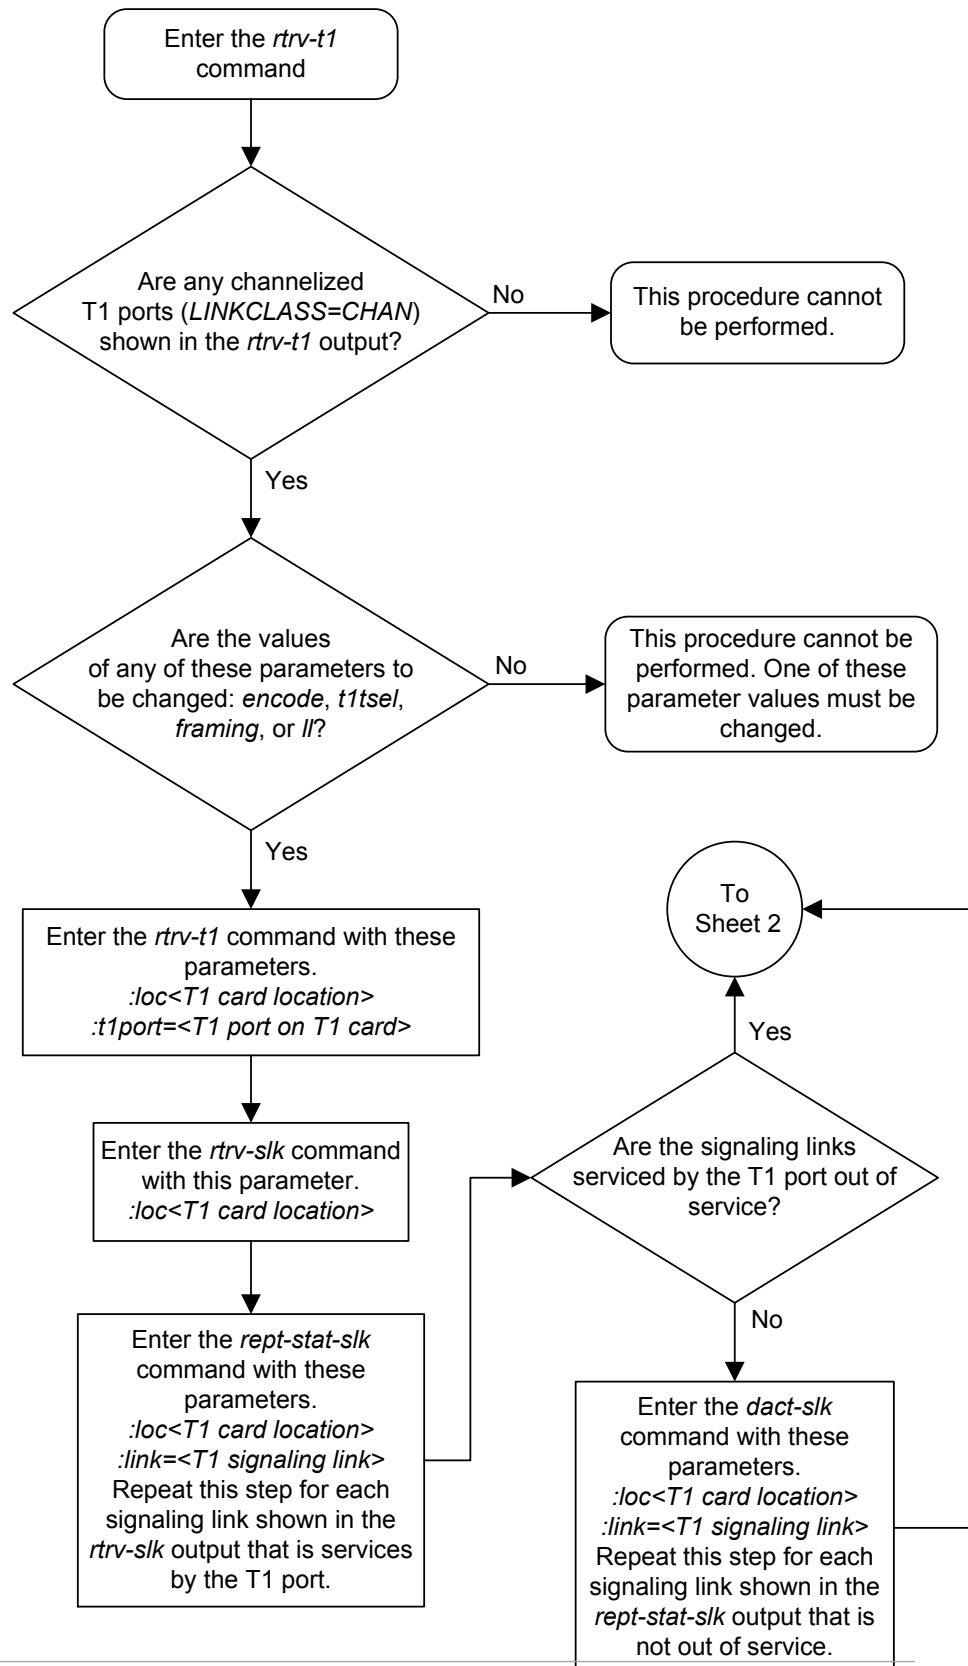 Enter the rtrv-t1
command
Are any channelized
T1 ports (LINKCLASS=CHAN)
shown in the rtrv-t1 output?
No
This procedure cannot
be performed.
Yes
Are the values
of any of these parameters to
be changed: encode, t1tsel,
framing, or ll?
No
This procedure cannot be
performed. One of these
parameter values must be
changed.
Yes
Enter the rtrv-t1 command with these
parameters.
:loc<T1 card location>
:t1port=<T1 port on T1 card>
Enter the rtrv-slk command
with this parameter.
:loc<T1 card location>
Enter the rept-stat-slk
command with these
parameters.
:loc<T1 card location>
:link=<T1 signaling link>
Repeat this step for each
signaling link shown in the
rtrv-slk output that is services
by the T1 port.
To
Sheet 2
Yes
Are the signaling links
serviced by the T1 port out of
service?
No
Enter the dact-slk
command with these
parameters.
:loc<T1 card location>
:link=<T1 signaling link>
Repeat this step for each
signaling link shown in the
rept-stat-slk output that is
not out of service.